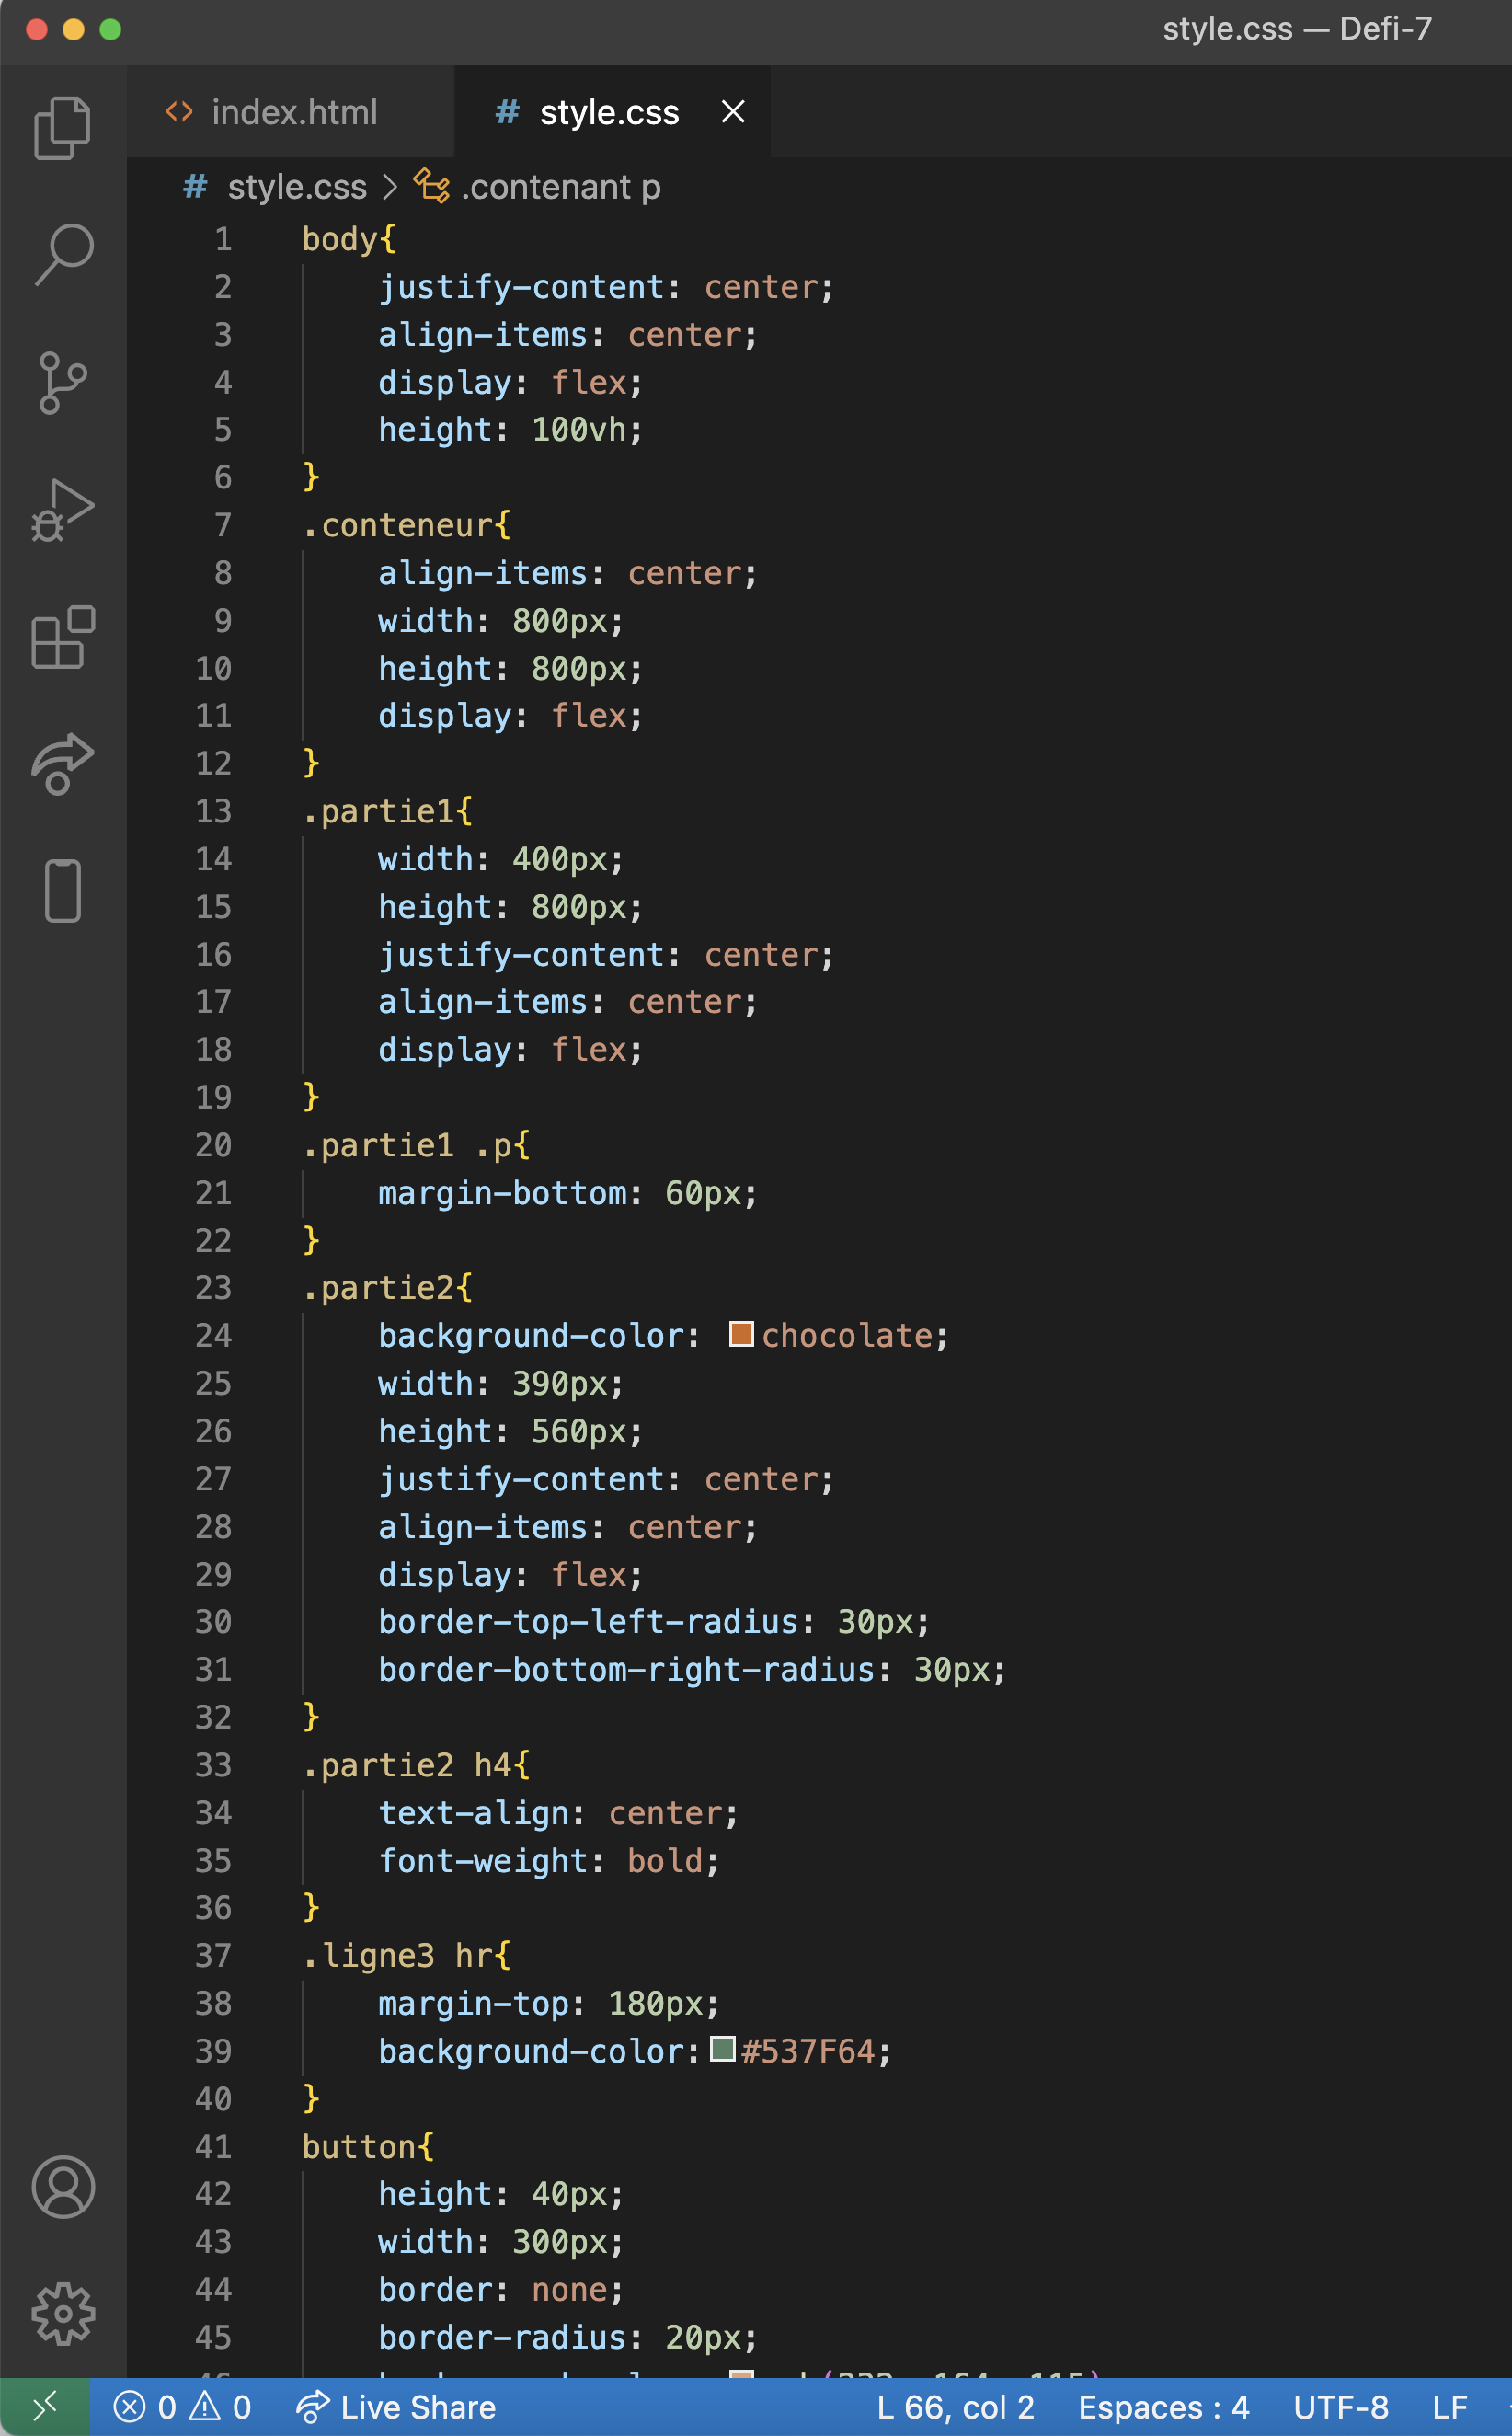 style.css — Defi-7
index.html
style.css
style.css > .contenant p
1 body{
2 justify-content: center;
3 align-items: center;
4 display: flex;
5 height: 100vh;
6 }
7 .conteneur{
8 align-items: center;
9 width: 800px;
10 height: 800px;
11 display: flex;
12 }
13 .partie1{
14 width: 400px;
15 height: 800px;
16 justify-content: center;
17 align-items: center;
18 display: flex;
19 }
20 .partie1 .p{
21 margin-bottom: 60px;
22 }
23 .partie2{
24 background-color: chocolate;
25 width: 390px;
26 height: 560px;
27 justify-content: center;
28 align-items: center;
29 display: flex;
30 border-top-left-radius: 30px;
31 border-bottom-right-radius: 30px;
32 }
33 .partie2 h4{
34 text-align: center;
35 font-weight: bold;
36 }
37 .ligne3 hr{
38 margin-top: 180px;
39 background-color: #537F64;
40 }
41 button{
42 height: 40px;
43 width: 300px;
44 border: none;
45 border-radius: 20px;
0 0 Live Share L 66, col 2 Espaces : 4 UTF-8 LF